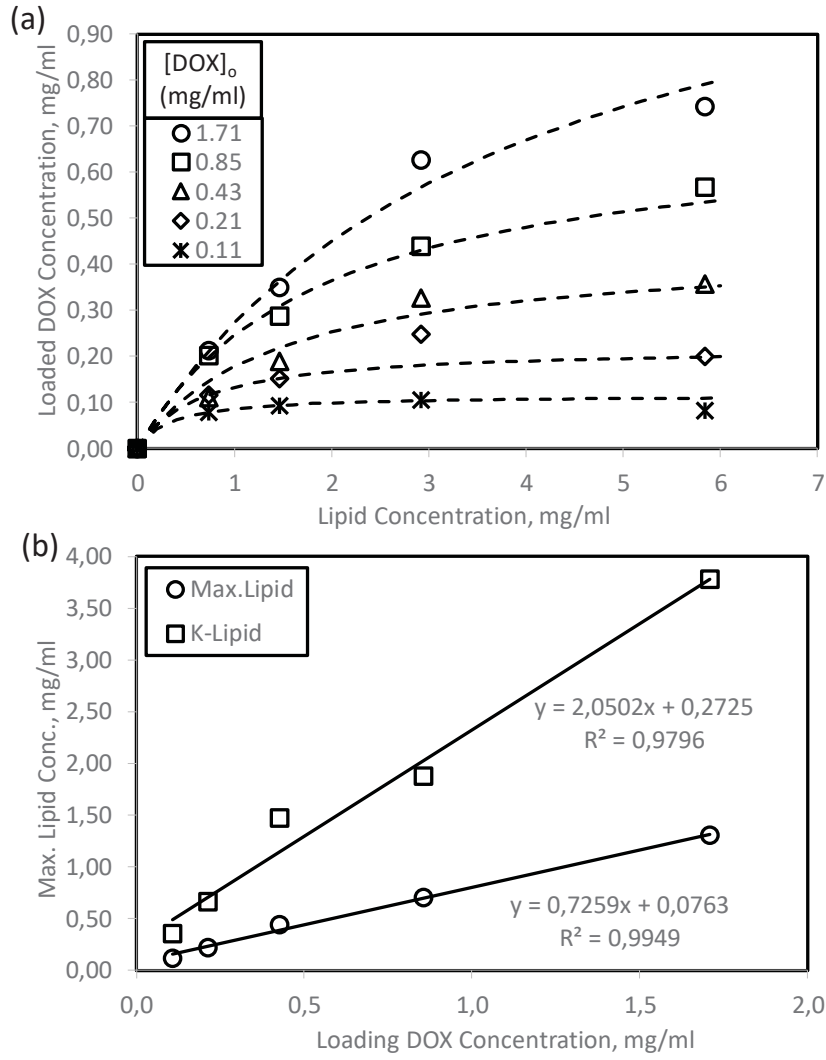 (a)
0,90
0,80
0,70
0,60
0,50
0,40
0,30
0,20
0,10
0,00
Loaded DOX Concentration, mg/ml
[DOX]o
(mg/ml)
1.71
0.85
0.43
0.21
0.11
0 1 2 3 4 5 6 7
Lipid Concentration, mg/ml
(b)
4,00
3,50
3,00
2,50
2,00
1,50
1,00
0,50
0,00
Max. Lipid Conc., mg/ml
Max.Lipid
K-Lipid
y = 2,0502x + 0,2725
R² = 0,9796
y = 0,7259x + 0,0763
R² = 0,9949
0,0 0,5 1,0 1,5 2,0
Loading DOX Concentration, mg/ml